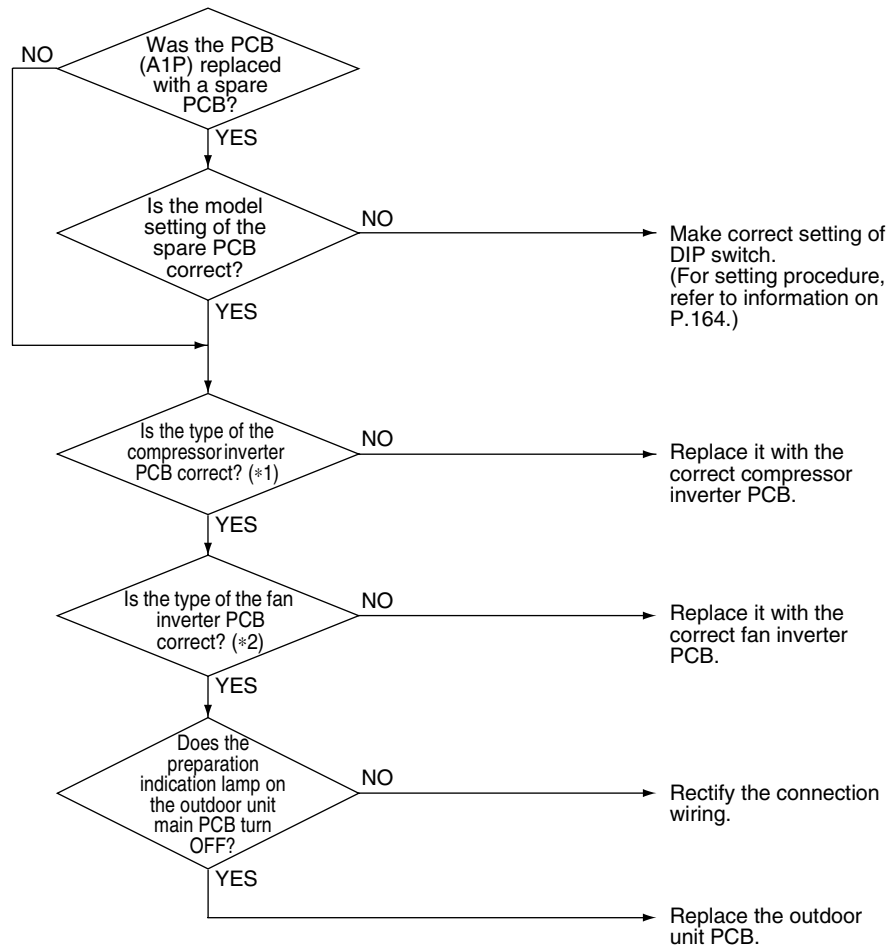 Was the PCB
(A1P) replaced
with a spare
PCB?
NO
YES
Is the model
setting of the
spare PCB
correct?
NO
Make correct setting of
DIP switch.
(For setting procedure,
refer to information on
P.164.)
YES
Is the type of the
compressor inverter
PCB correct? (*1)
NO
Replace it with the
correct compressor
inverter PCB.
YES
Is the type of the fan
inverter PCB
correct? (*2)
NO
Replace it with the
correct fan inverter
PCB.
YES
Does the
preparation
indication lamp on
the outdoor unit
main PCB turn
OFF?
NO
Rectify the connection
wiring.
YES
Replace the outdoor
unit PCB.